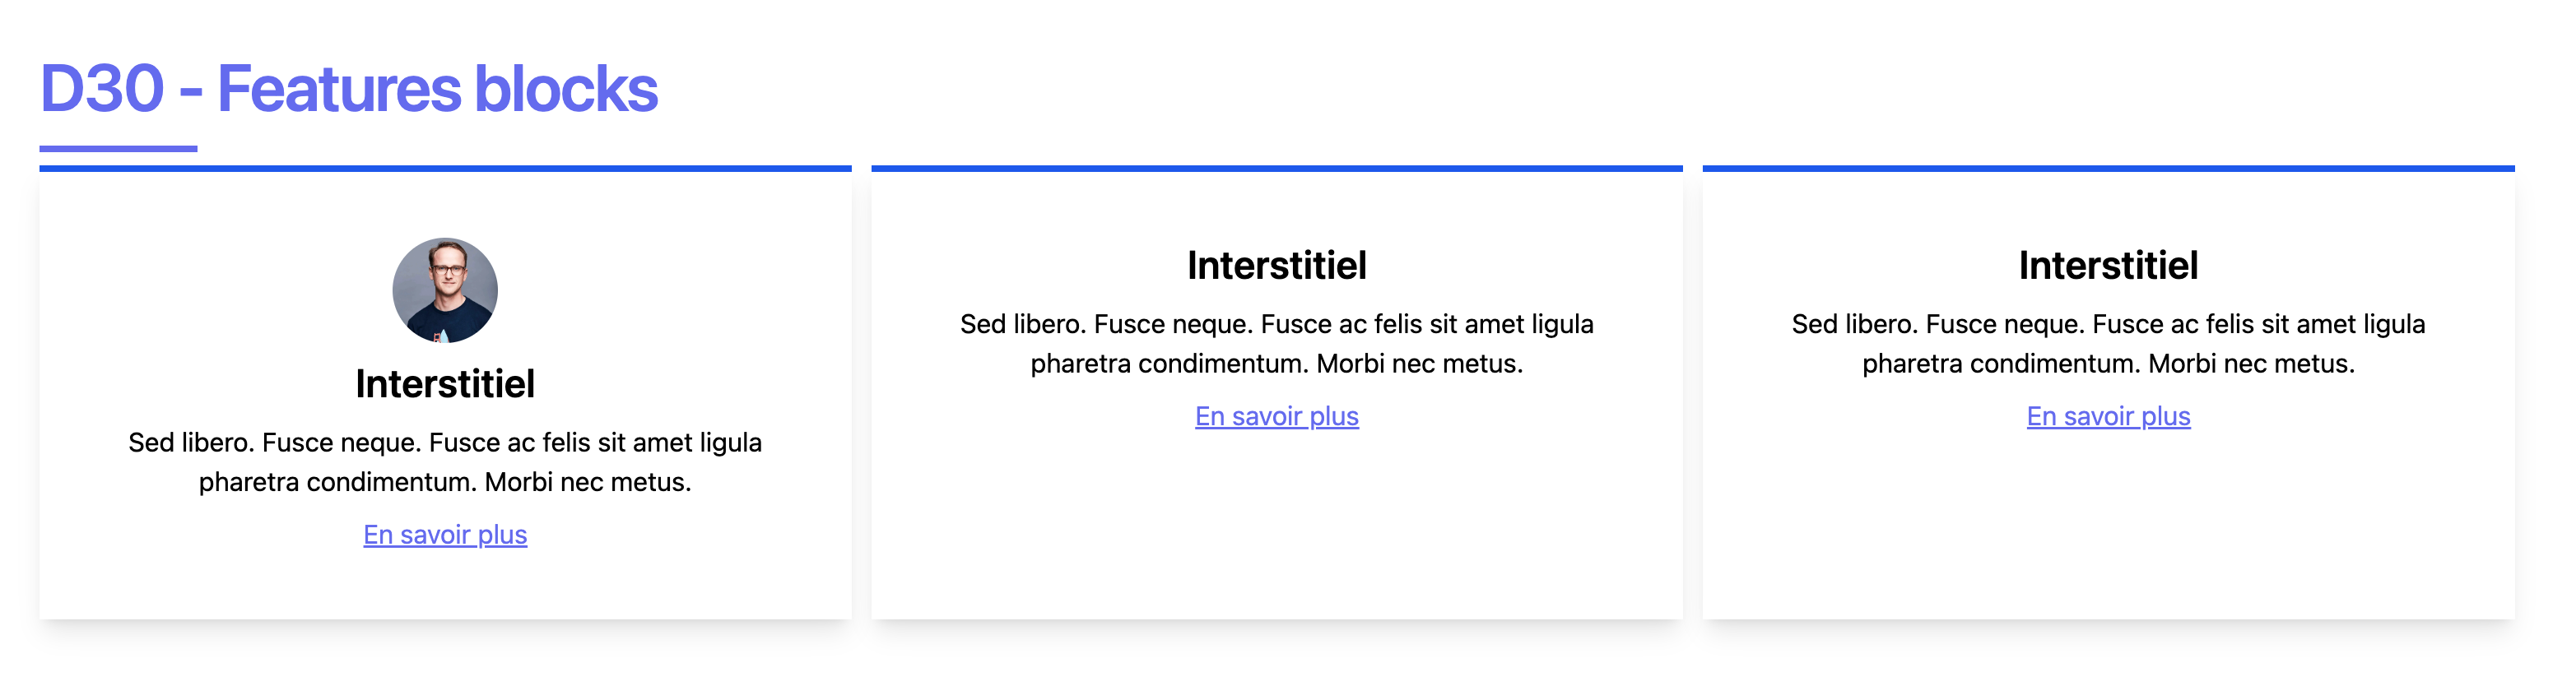 D30 - Features blocks
Interstitiel
Sed libero. Fusce neque. Fusce ac felis sit amet ligula
pharetra condimentum. Morbi nec metus.
En savoir plus
Interstitiel
Sed libero. Fusce neque. Fusce ac felis sit amet ligula
pharetra condimentum. Morbi nec metus.
En savoir plus
Interstitiel
Sed libero. Fusce neque. Fusce ac felis sit amet ligula
pharetra condimentum. Morbi nec metus.
En savoir plus